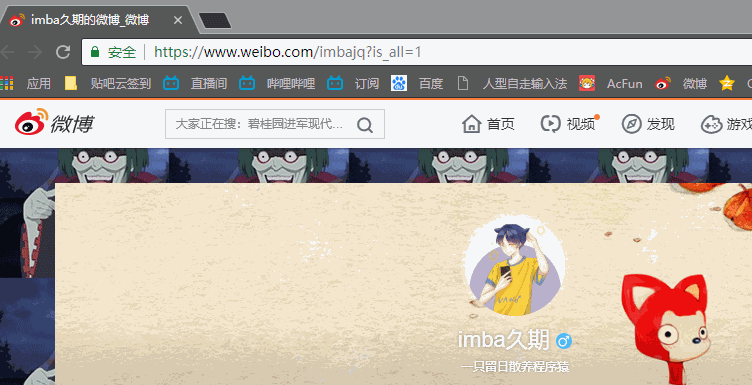 imba久期的微博_微博
安全 https://www.weibo.com/imbajq?is_all=1
应用 贴吧云签到 直播间 哔哩哔哩 订阅 百度 人型自走输入法 AcFun 微博
微博 大家正在搜：碧桂园进军现代... 首页 视频 发现 游戏
imba久期
一只留日散养程序猿